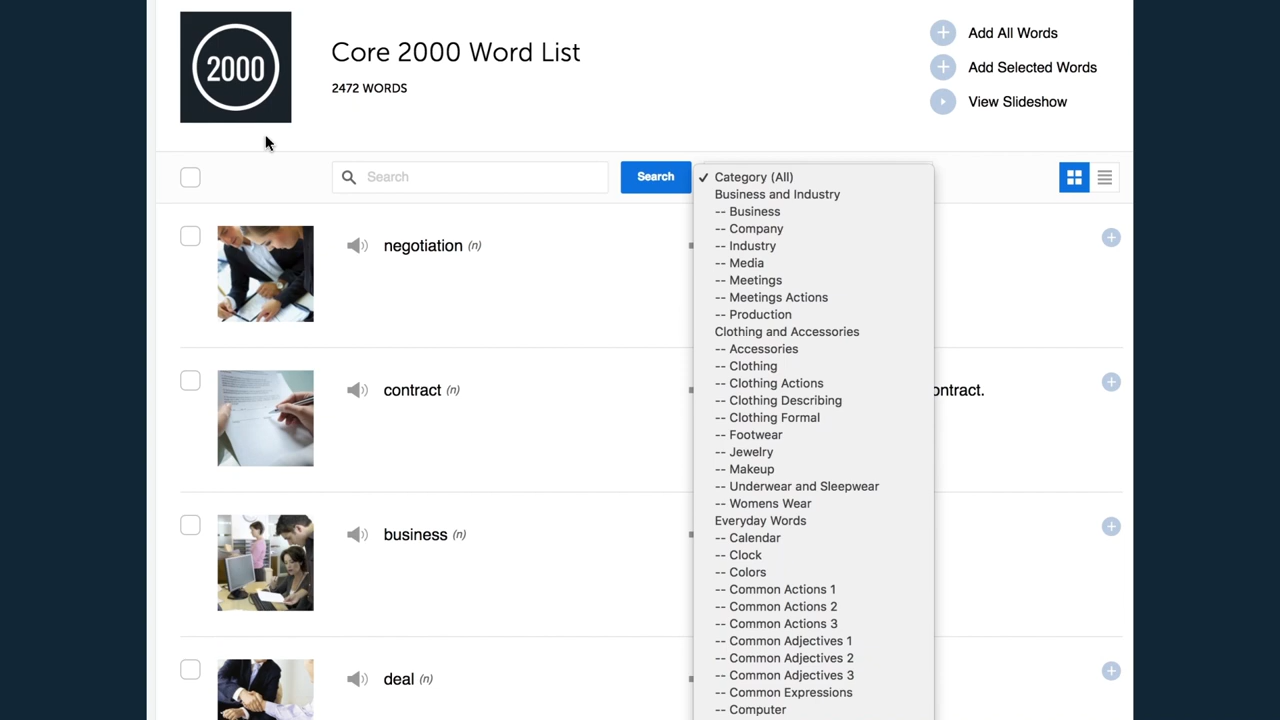 2000
Core 2000 Word List
2472 WORDS
Add All Words
Add Selected Words
View Slideshow
Search
Search
✓ Category (All)
Business and Industry
-- Business
-- Company
-- Industry
-- Media
-- Meetings
-- Meetings Actions
-- Production
Clothing and Accessories
-- Accessories
-- Clothing
-- Clothing Actions
-- Clothing Describing
-- Clothing Formal
-- Footwear
-- Jewelry
-- Makeup
-- Underwear and Sleepwear
-- Womens Wear
Everyday Words
-- Calendar
-- Clock
-- Colors
-- Common Actions 1
-- Common Actions 2
-- Common Actions 3
-- Common Adjectives 1
-- Common Adjectives 2
-- Common Adjectives 3
-- Common Expressions
-- Computer
negotiation (n)
contract (n)
ontract.
business (n)
deal (n)